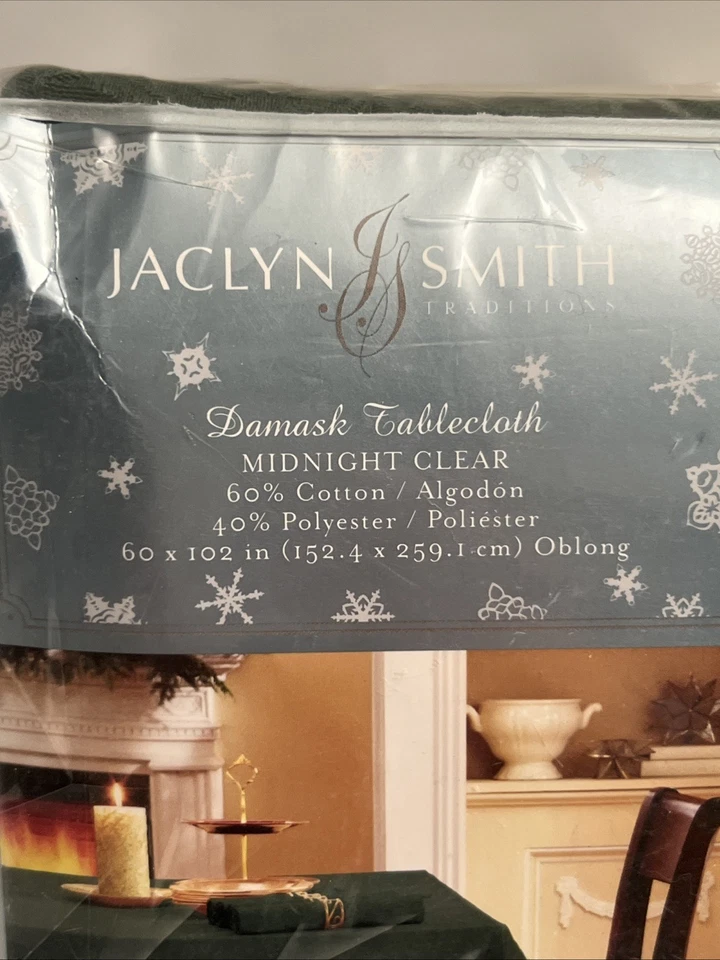 JACLYN JS SMITH
TRADITIONS
Damask Tablecloth
MIDNIGHT CLEAR
60% Cotton / Algodón
40% Polyester / Poliéster
60 x 102 in (152.4 x 259.1 cm) Oblong